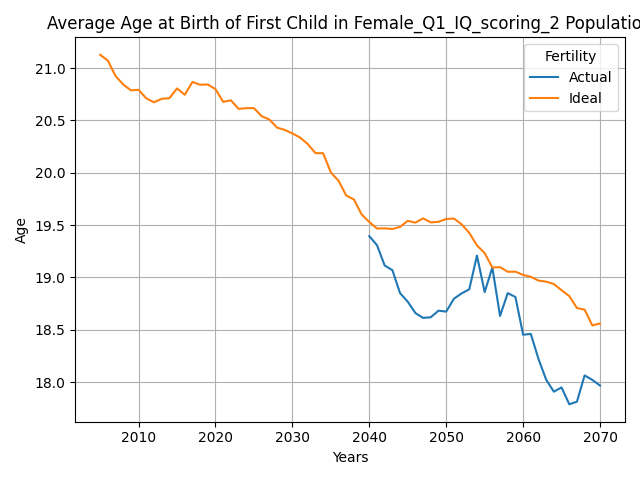 Average Age at Birth of First Child in Female_Q1_IQ_scoring_2 Populatio
Fertility
Actual
Ideal
21.0
20.5
20.0
19.5
19.0
18.5
18.0
Age
2010 2020 2030 2040 2050 2060 2070
Years